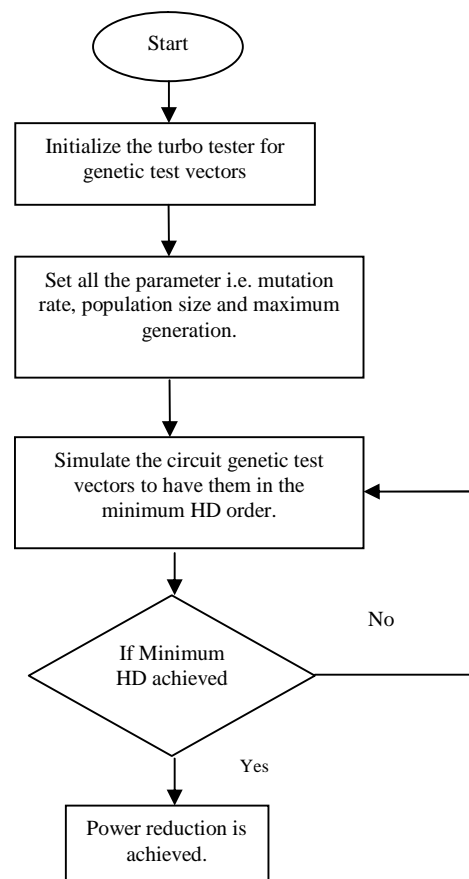 Start
Initialize the turbo tester for
genetic test vectors
Set all the parameter i.e. mutation
rate, population size and maximum
generation.
Simulate the circuit genetic test
vectors to have them in the
minimum HD order.
If Minimum
HD achieved
No
Yes
Power reduction is
achieved.